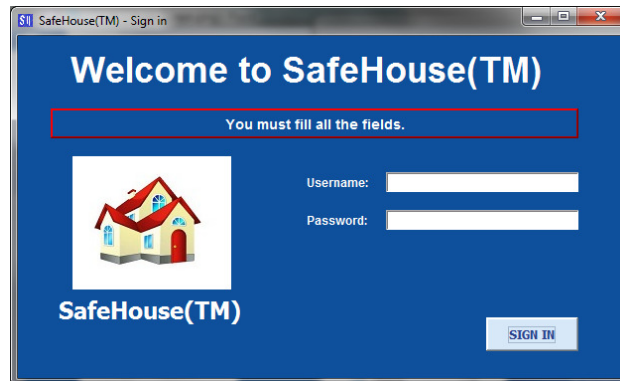 SafeHouse(TM) - Sign in
Welcome to SafeHouse(TM)
You must fill all the fields.
Username:
Password:
SafeHouse(TM)
SIGN IN